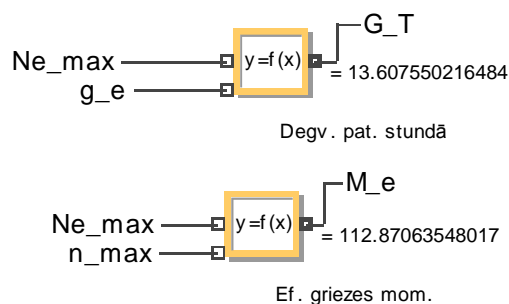 G_T
Ne_max
y=f(x)
= 13.607550216484
g_e
Degv. pat. stundā
M_e
Ne_max
y=f(x)
= 112.87063548017
n_max
Ef. griezes mom.